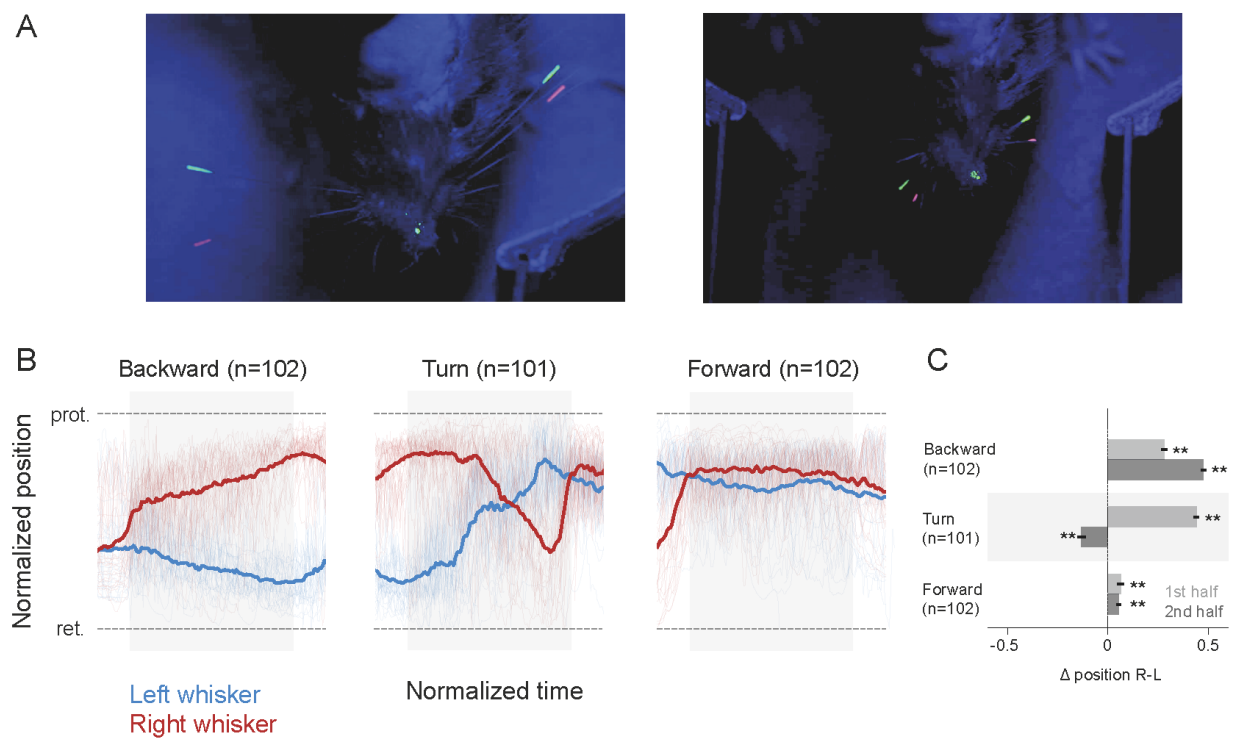 A
B
Backward (n=102)
Turn (n=101)
Forward (n=102)
prot.
Normalized position
ret.
Left whisker
Right whisker
Normalized time
C
Backward
(n=102)
**
**
Turn
(n=101)
**
**
Forward
(n=102)
**
**
1st half
2nd half
-0.5
0
0.5
Δ position R-L